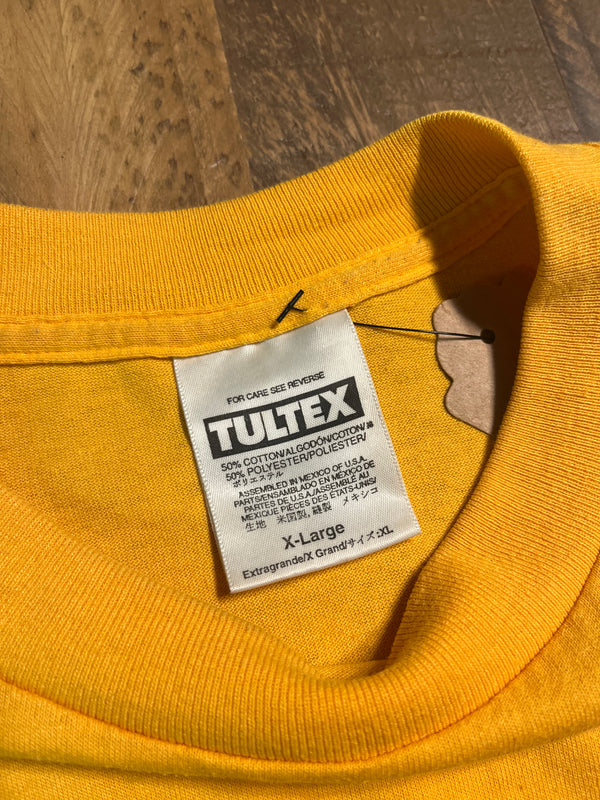 FOR CARE SEE REVERSE
TULTEX
50% COTTON/ALGODÓN/COTON/綿
50% POLYESTER/POLIESTER/
ポリエステル
ASSEMBLED IN MEXICO OF U.S.A.
PARTS/ENSAMBLADO EN MEXICO DE
PARTES DE U.S.A./ASSEMBLÉ AU
MEXIQUE PIÈCES DES ÉTATS-UNIS/
生地 米国製, 縫製 メキシコ
X-Large
Extragrande/X Grand/サイズ:XL